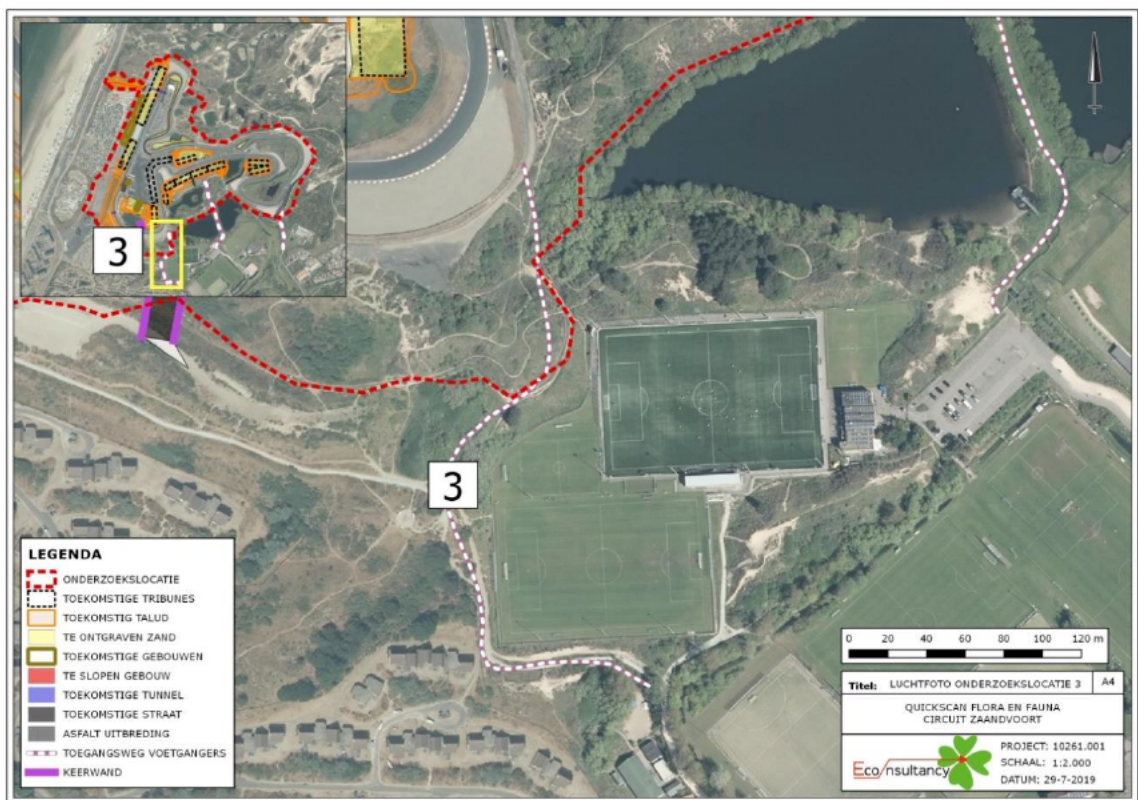 3
3
LEGENDA
ONDERZOEKSLOCATIE
TOEKOMSTIGE TRIBUNES
TOEKOMSTIG TALUD
TE ONTGRAVEN ZAND
TOEKOMSTIGE GEBOUWEN
TE SLOPEN GEBOUW
TOEKOMSTIGE TUNNEL
TOEKOMSTIGE STRAAT
ASFALT UITBREDING
TOEGANGSWEG VOETGANGERS
KEERWAND
0 20 40 60 80 100 120 m
Titel: LUCHTFOTO ONDERZOEKSLOCATIE 3 A4
QUICKSCAN FLORA EN FAUNA
CIRCUIT ZAANDVOORT
Econsultancy
PROJECT: 10261.001
SCHAAL: 1:2.000
DATUM: 29-7-2019